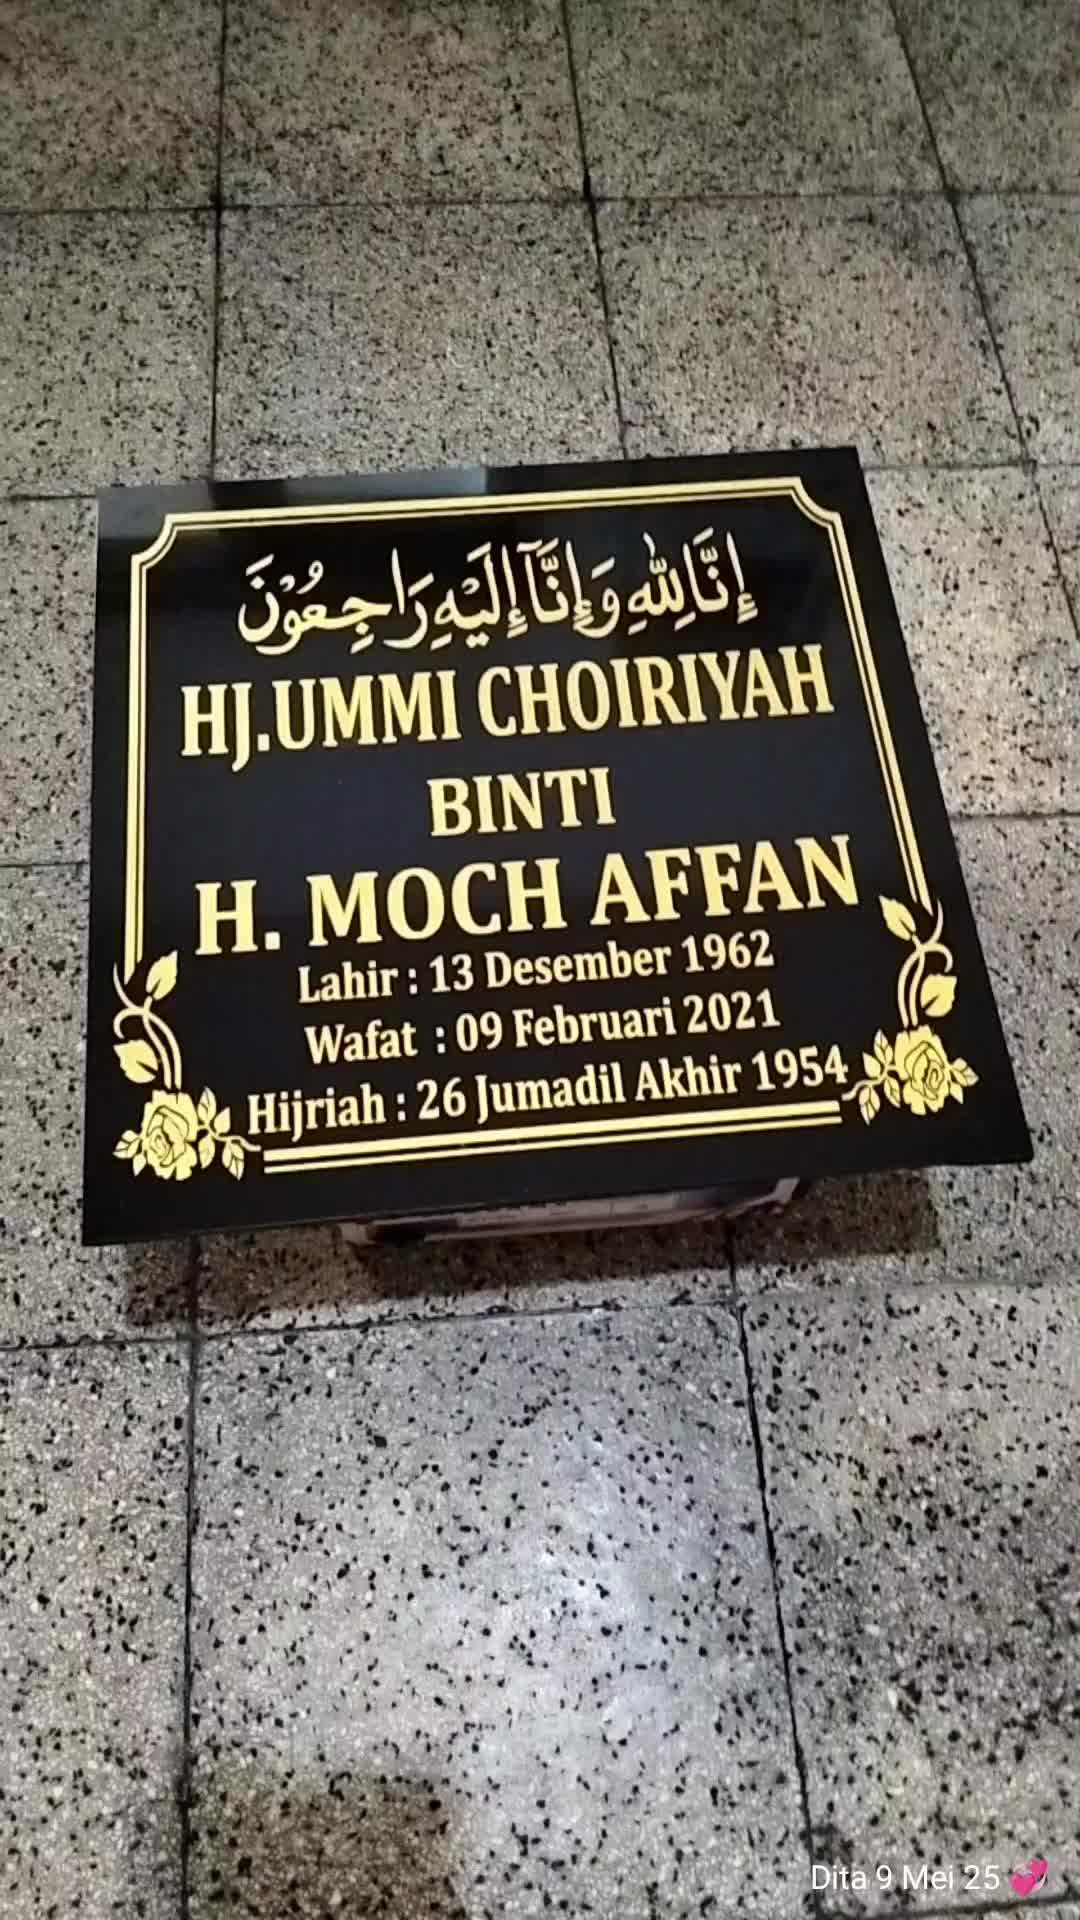 إِنَّا لِلّٰهِ وَإِنَّآ إِلَيْهِ رَاجِعُوْنَ
HJ.UMMI CHOIRIYAH
BINTI
H. MOCH AFFAN
Lahir : 13 Desember 1962
Wafat : 09 Februari 2021
Hijriah : 26 Jumadil Akhir 1954
Dita 9 Mei 25 💞